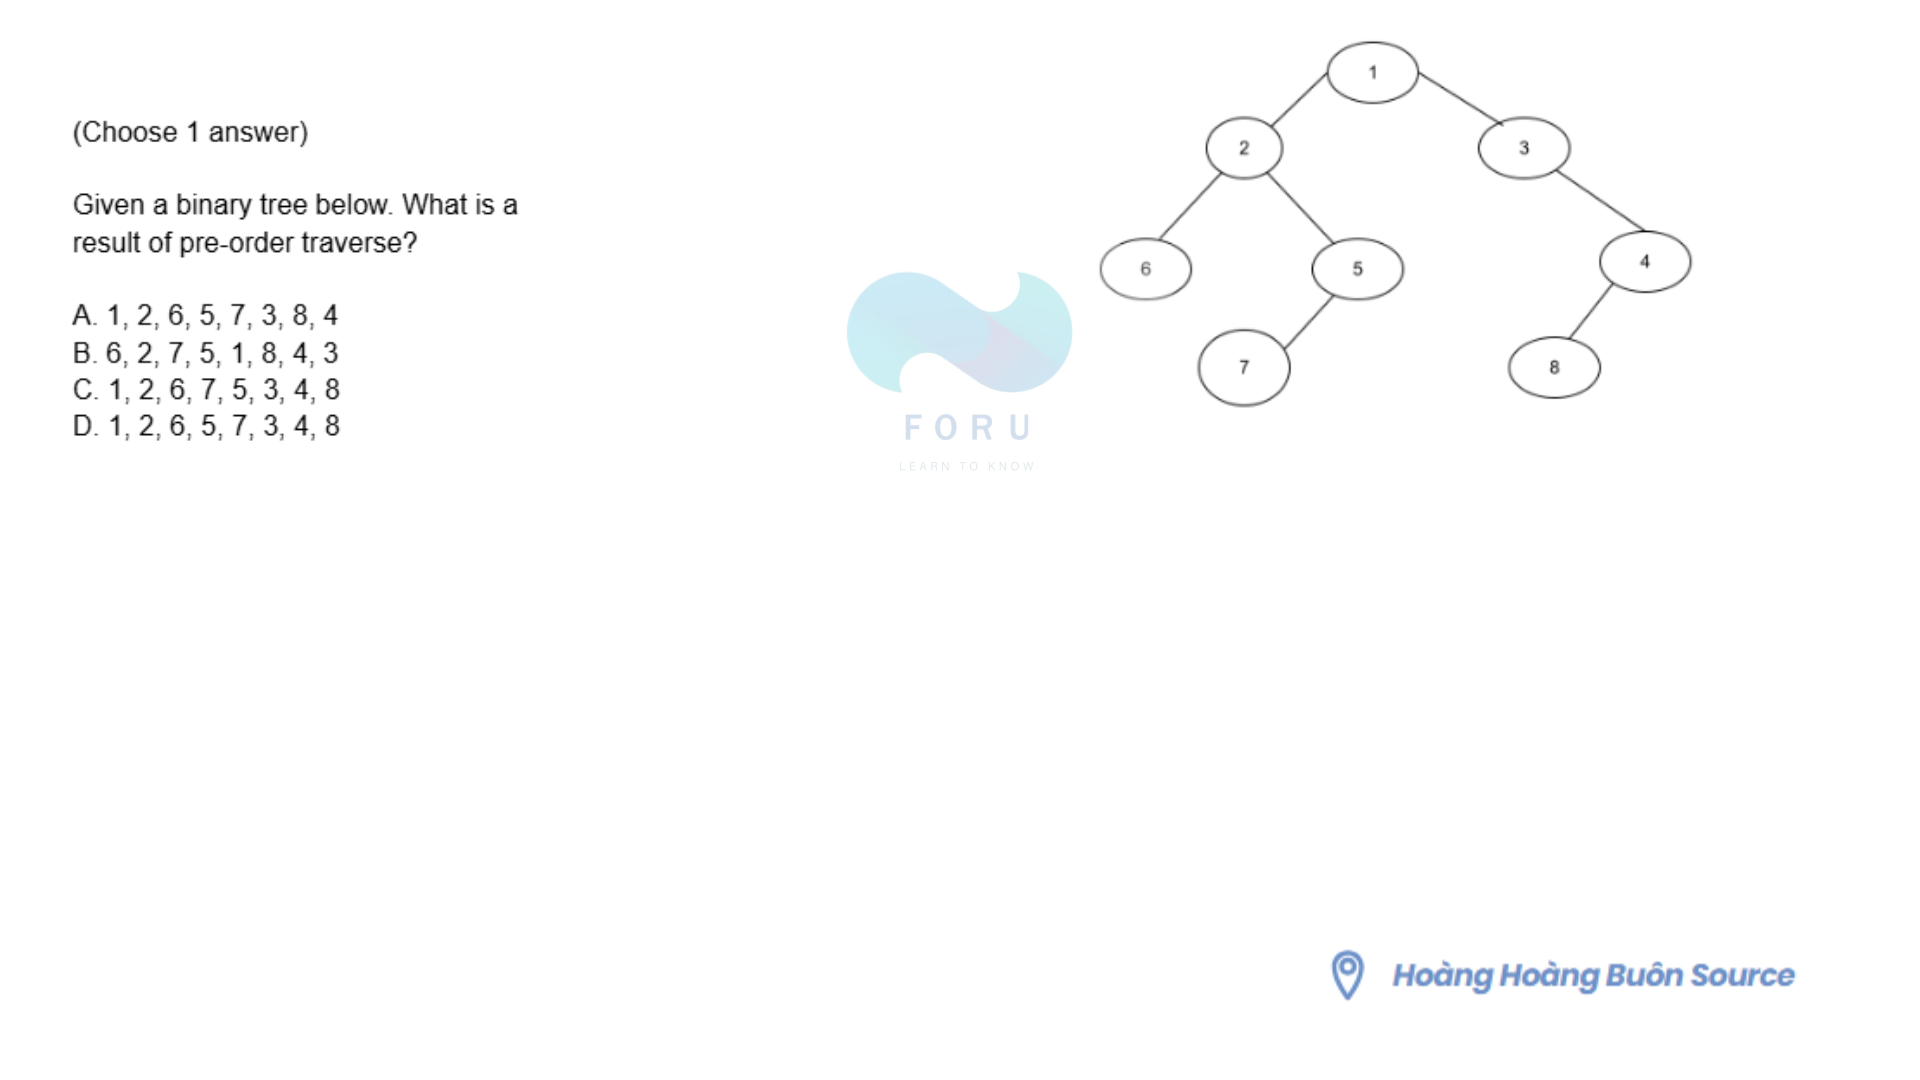 (Choose 1 answer)
Given a binary tree below. What is a
result of pre-order traverse?
A. 1, 2, 6, 5, 7, 3, 8, 4
B. 6, 2, 7, 5, 1, 8, 4, 3
C. 1, 2, 6, 7, 5, 3, 4, 8
D. 1, 2, 6, 5, 7, 3, 4, 8
1
2
3
6
5
4
7
8
FORU
LEARN TO KNOW
Hoàng Hoàng Buôn Source